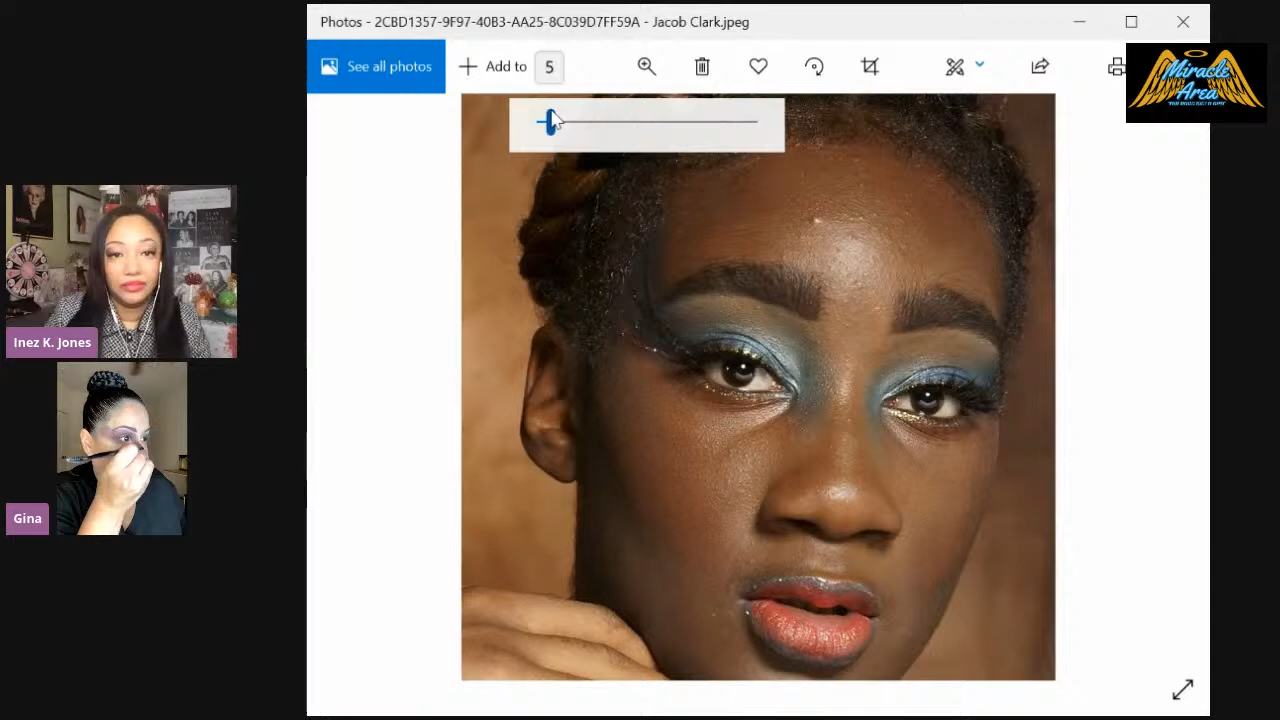 Photos - 2CBD1357-9F97-40B3-AA25-8C039D7FF59A - Jacob Clark.jpeg
See all photos
Add to
5
Miracle
Area
Inez K. Jones
Gina